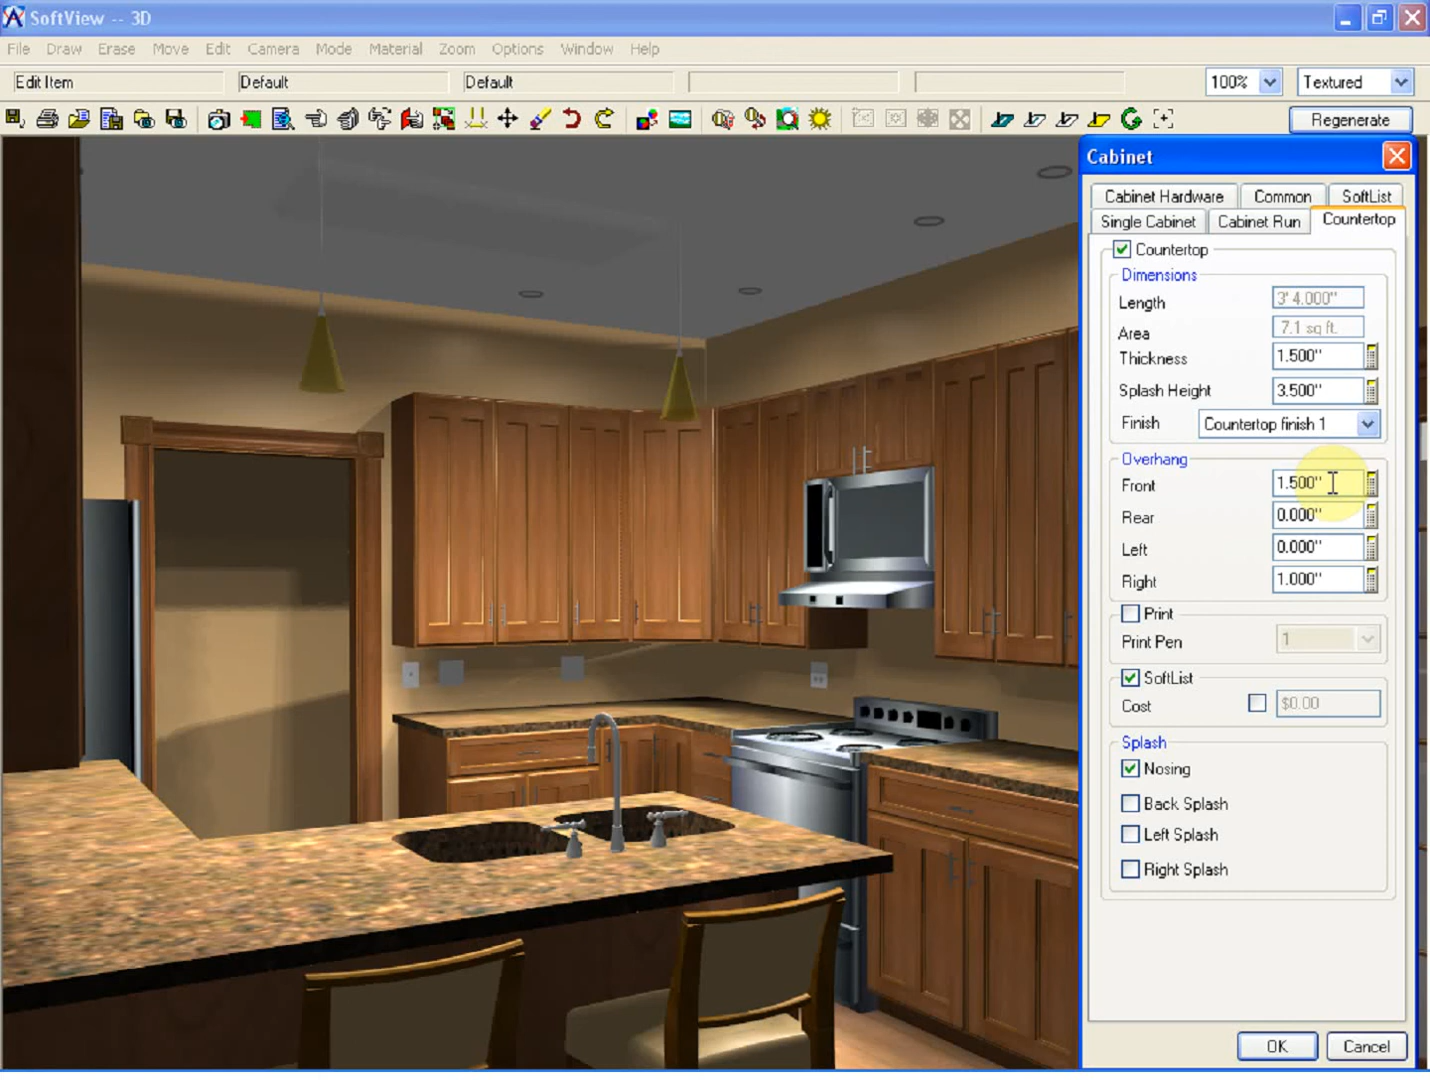 SoftView -- 3D
File Draw Erase Move Edit Camera Mode Material Zoom Options Window Help
Edit Item Default Default 100% Textured
Regenerate
Cabinet
Cabinet Hardware Common SoftList
Single Cabinet Cabinet Run Countertop
Countertop
Dimensions
Length 3' 4.000"
Area 7.1 sq ft.
Thickness 1.500"
Splash Height 3.500"
Finish Countertop finish 1
Overhang
Front 1.500"
Rear 0.000"
Left 0.000"
Right 1.000"
Print
Print Pen 1
SoftList
Cost $0.00
Splash
Nosing
Back Splash
Left Splash
Right Splash
OK Cancel